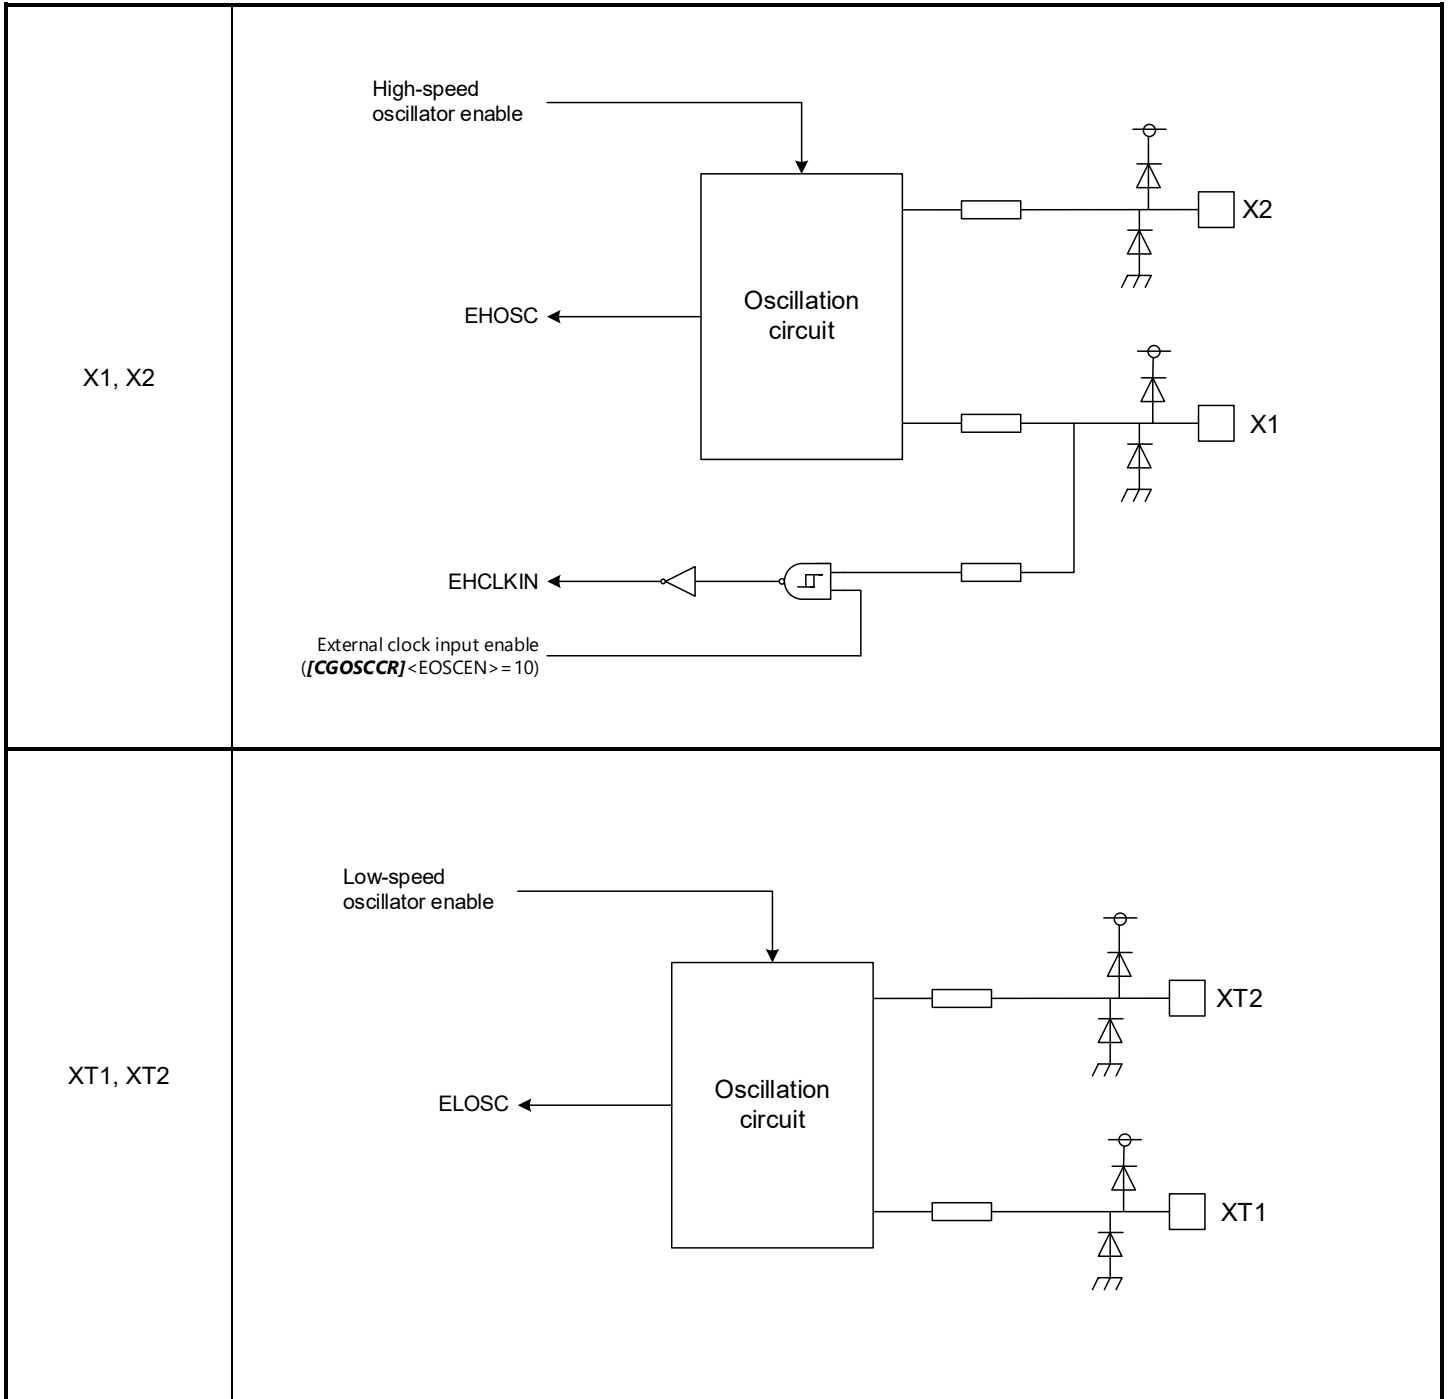 X1, X2
High-speed
oscillator enable
X2
Oscillation
circuit
EHOSC
X1
EHCLKIN
External clock input enable
([CGOSCCR]<EOSCEN>=10)
XT1, XT2
Low-speed
oscillator enable
XT2
Oscillation
circuit
ELOSC
XT1